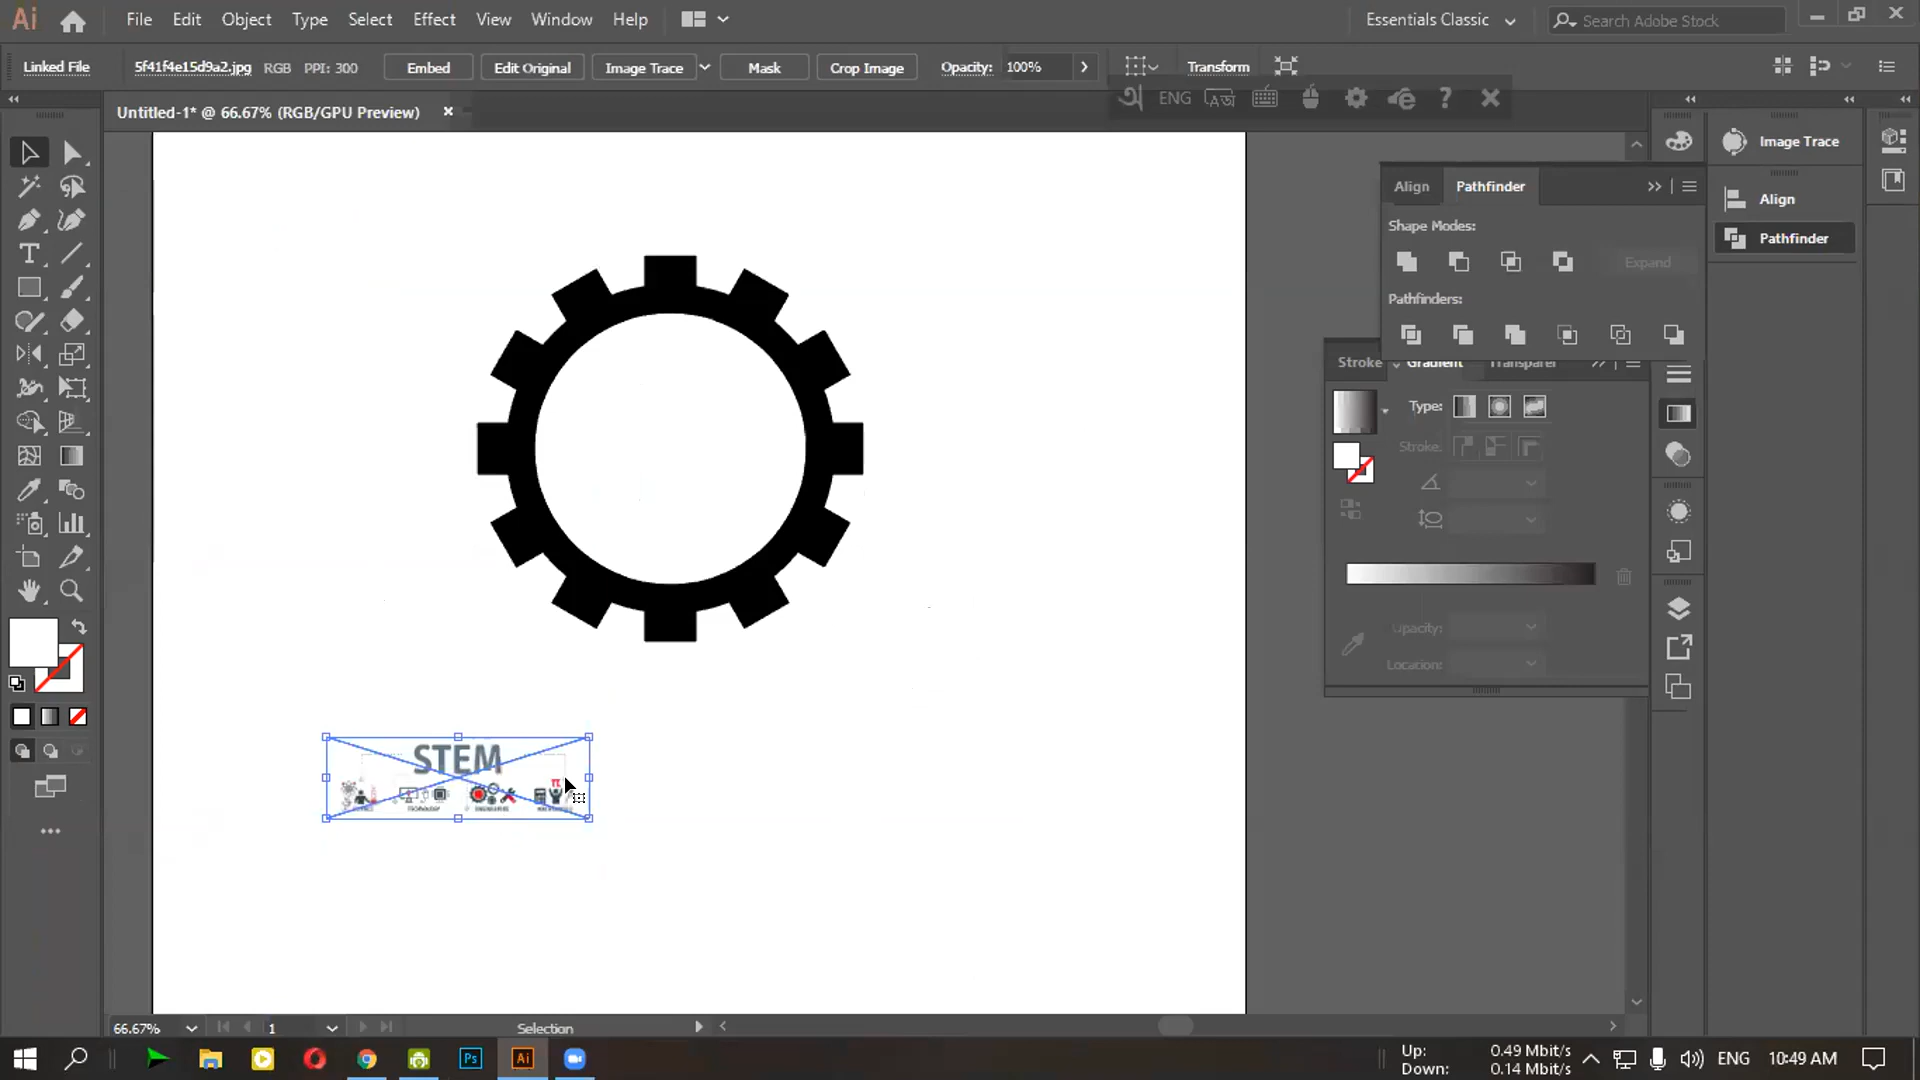 Ai File Edit Object Type Select Effect View Window Help Essentials Classic Search Adobe Stock
Linked File 5f41f4e15d9a2.jpg RGB PPI: 300 Embed Edit Original Image Trace Mask Crop Image Opacity: 100% Transform
ENG ?
Untitled-1* @ 66.67% (RGB/GPU Preview)
Image Trace
Align Pathfinder
Align
Shape Modes:
Pathfinder
Expand
Pathfinders:
Stroke Gradient
Type:
Stroke:
Opacity:
Location:
STEM
66.67% 1 Selection
Ps Ai
Up: 0.49 Mbit/s
Down: 0.14 Mbit/s
ENG 10:49 AM